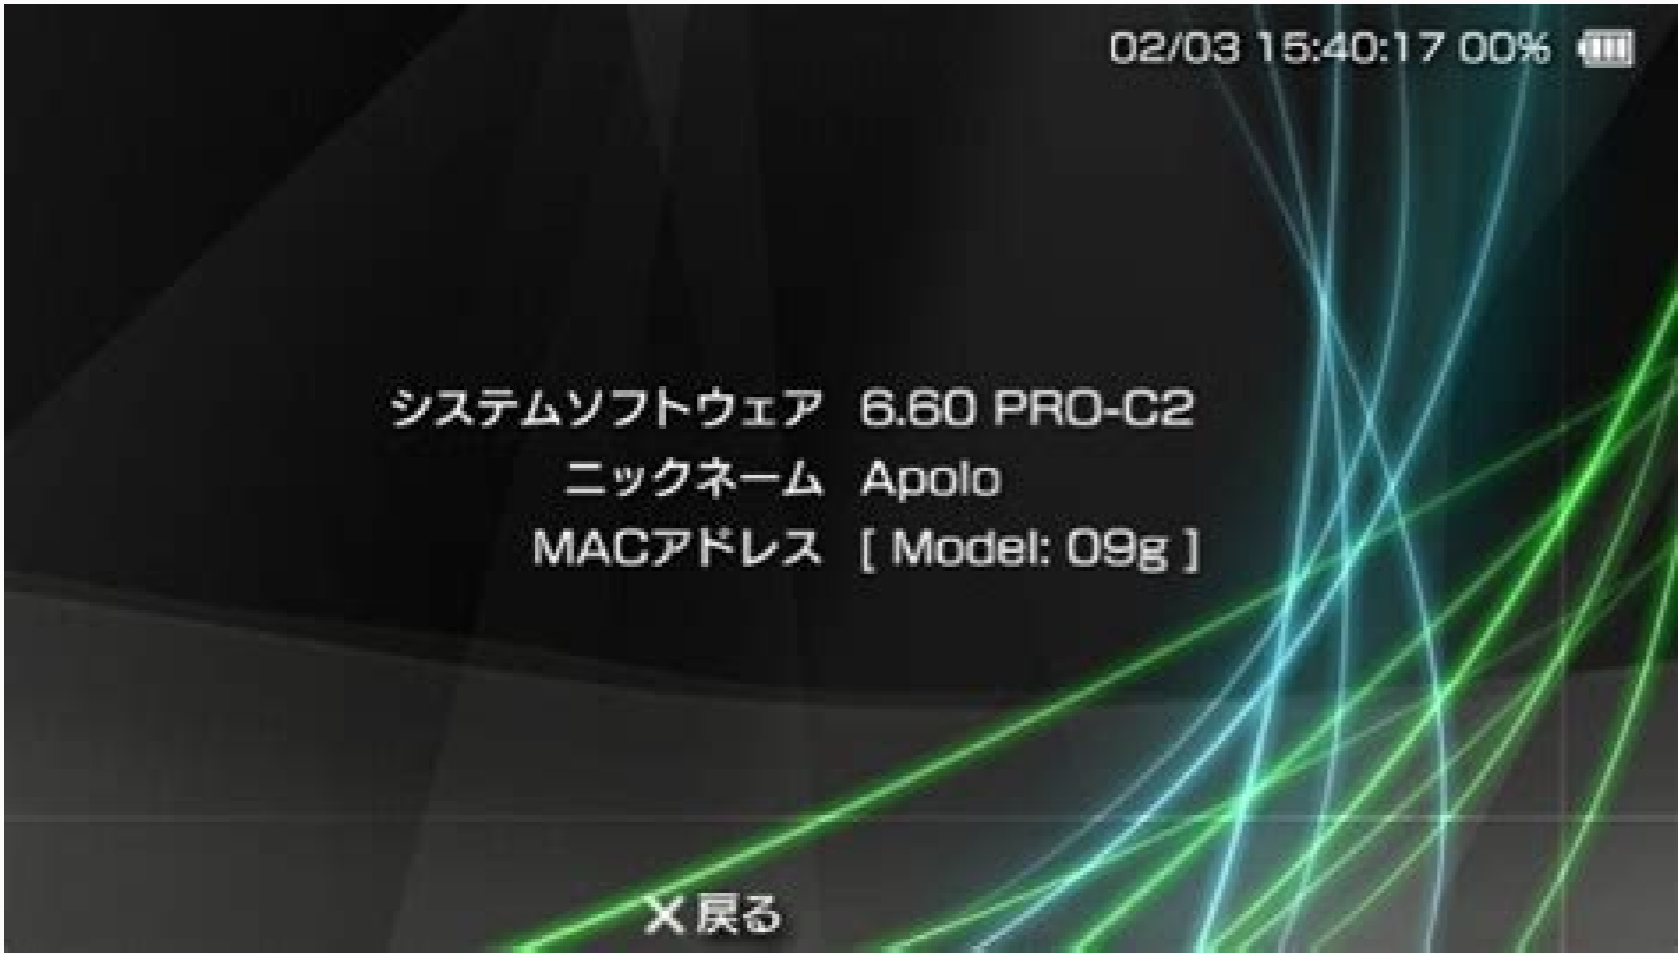 02/03 15:40:17 00%
システムソフトウェア 6.60 PRO-C2
ニックネーム Apolo
MACアドレス [ Model: 09g ]
X 戻る